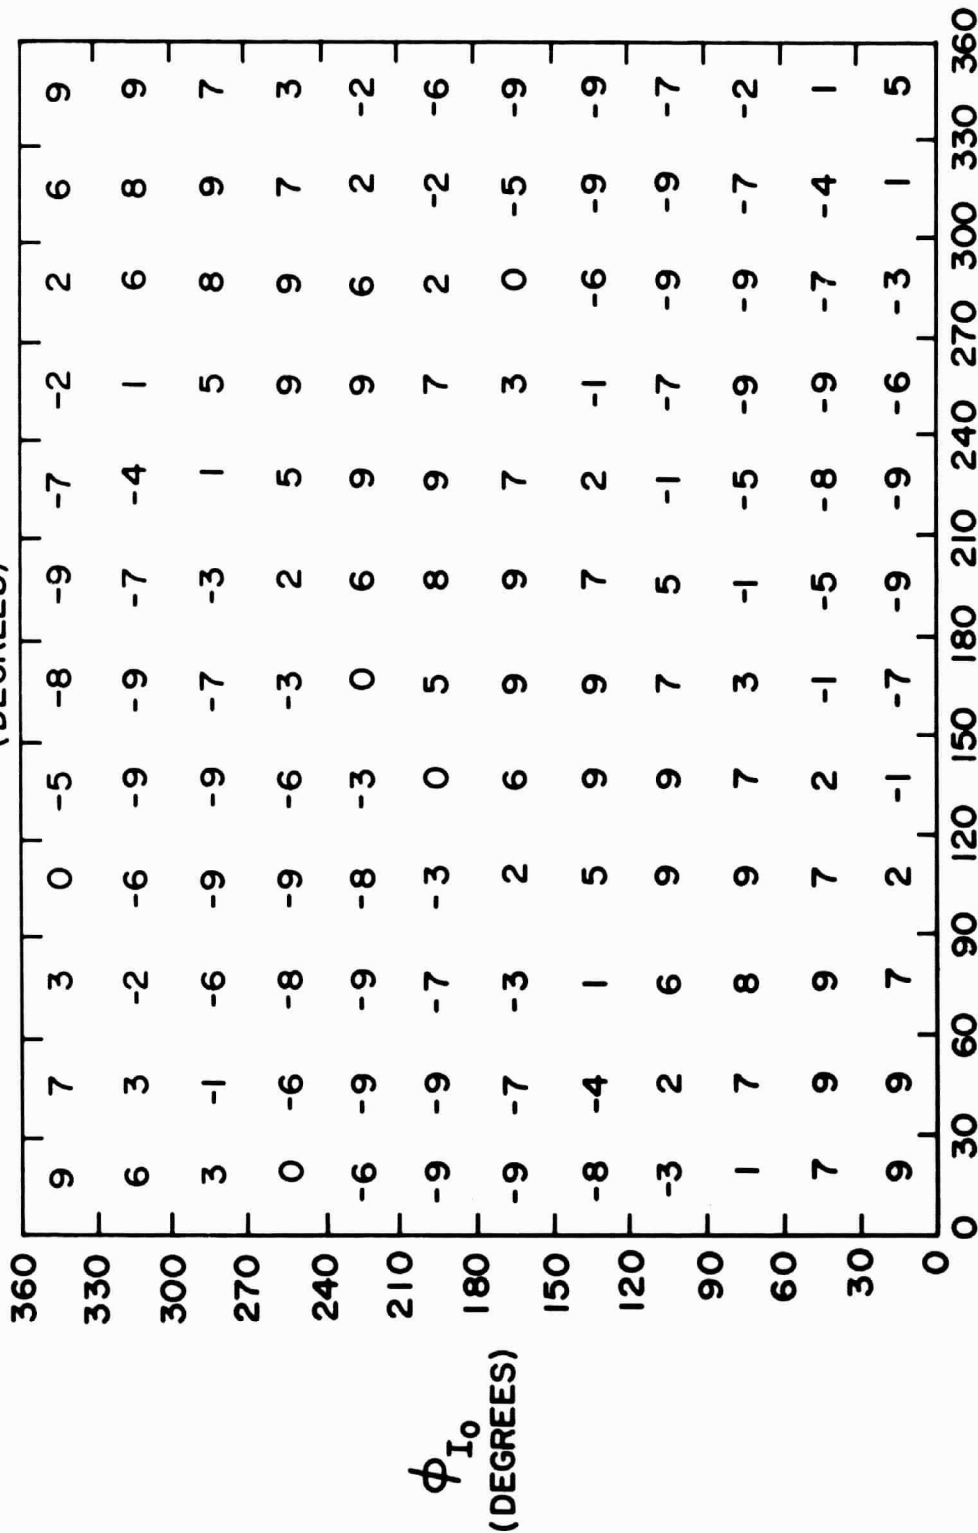 (DEGREES)
360
9 7 3 0 -5 -8 -9 -7 -2 2 6 9
330
6 3 -2 -6 -9 -9 -7 -4 1 6 8 9
300
3 -1 -6 -9 -9 -7 -3 1 5 8 9 7
270
0 -6 -8 -9 -6 -3 2 5 9 9 7 3
240
-6 -9 -9 -8 -3 0 6 9 9 6 2 -2
210
-9 -9 -7 -3 0 5 8 9 7 2 -2 -6
180
-9 -7 -3 2 6 9 9 7 3 0 -5 -9
150
-8 -4 1 5 9 9 7 2 -1 -6 -9 -9
120
-3 2 6 9 9 7 5 -1 -7 -9 -9 -7
90
1 7 8 9 7 3 -1 -5 -9 -9 -7 -2
60
7 9 9 7 2 -1 -5 -8 -9 -7 -4 1
30
9 9 7 2 -1 -7 -9 -9 -6 -3 1 5
0
ϕI0
(DEGREES)
0 30 60 90 120 150 180 210 240 270 300 330 360